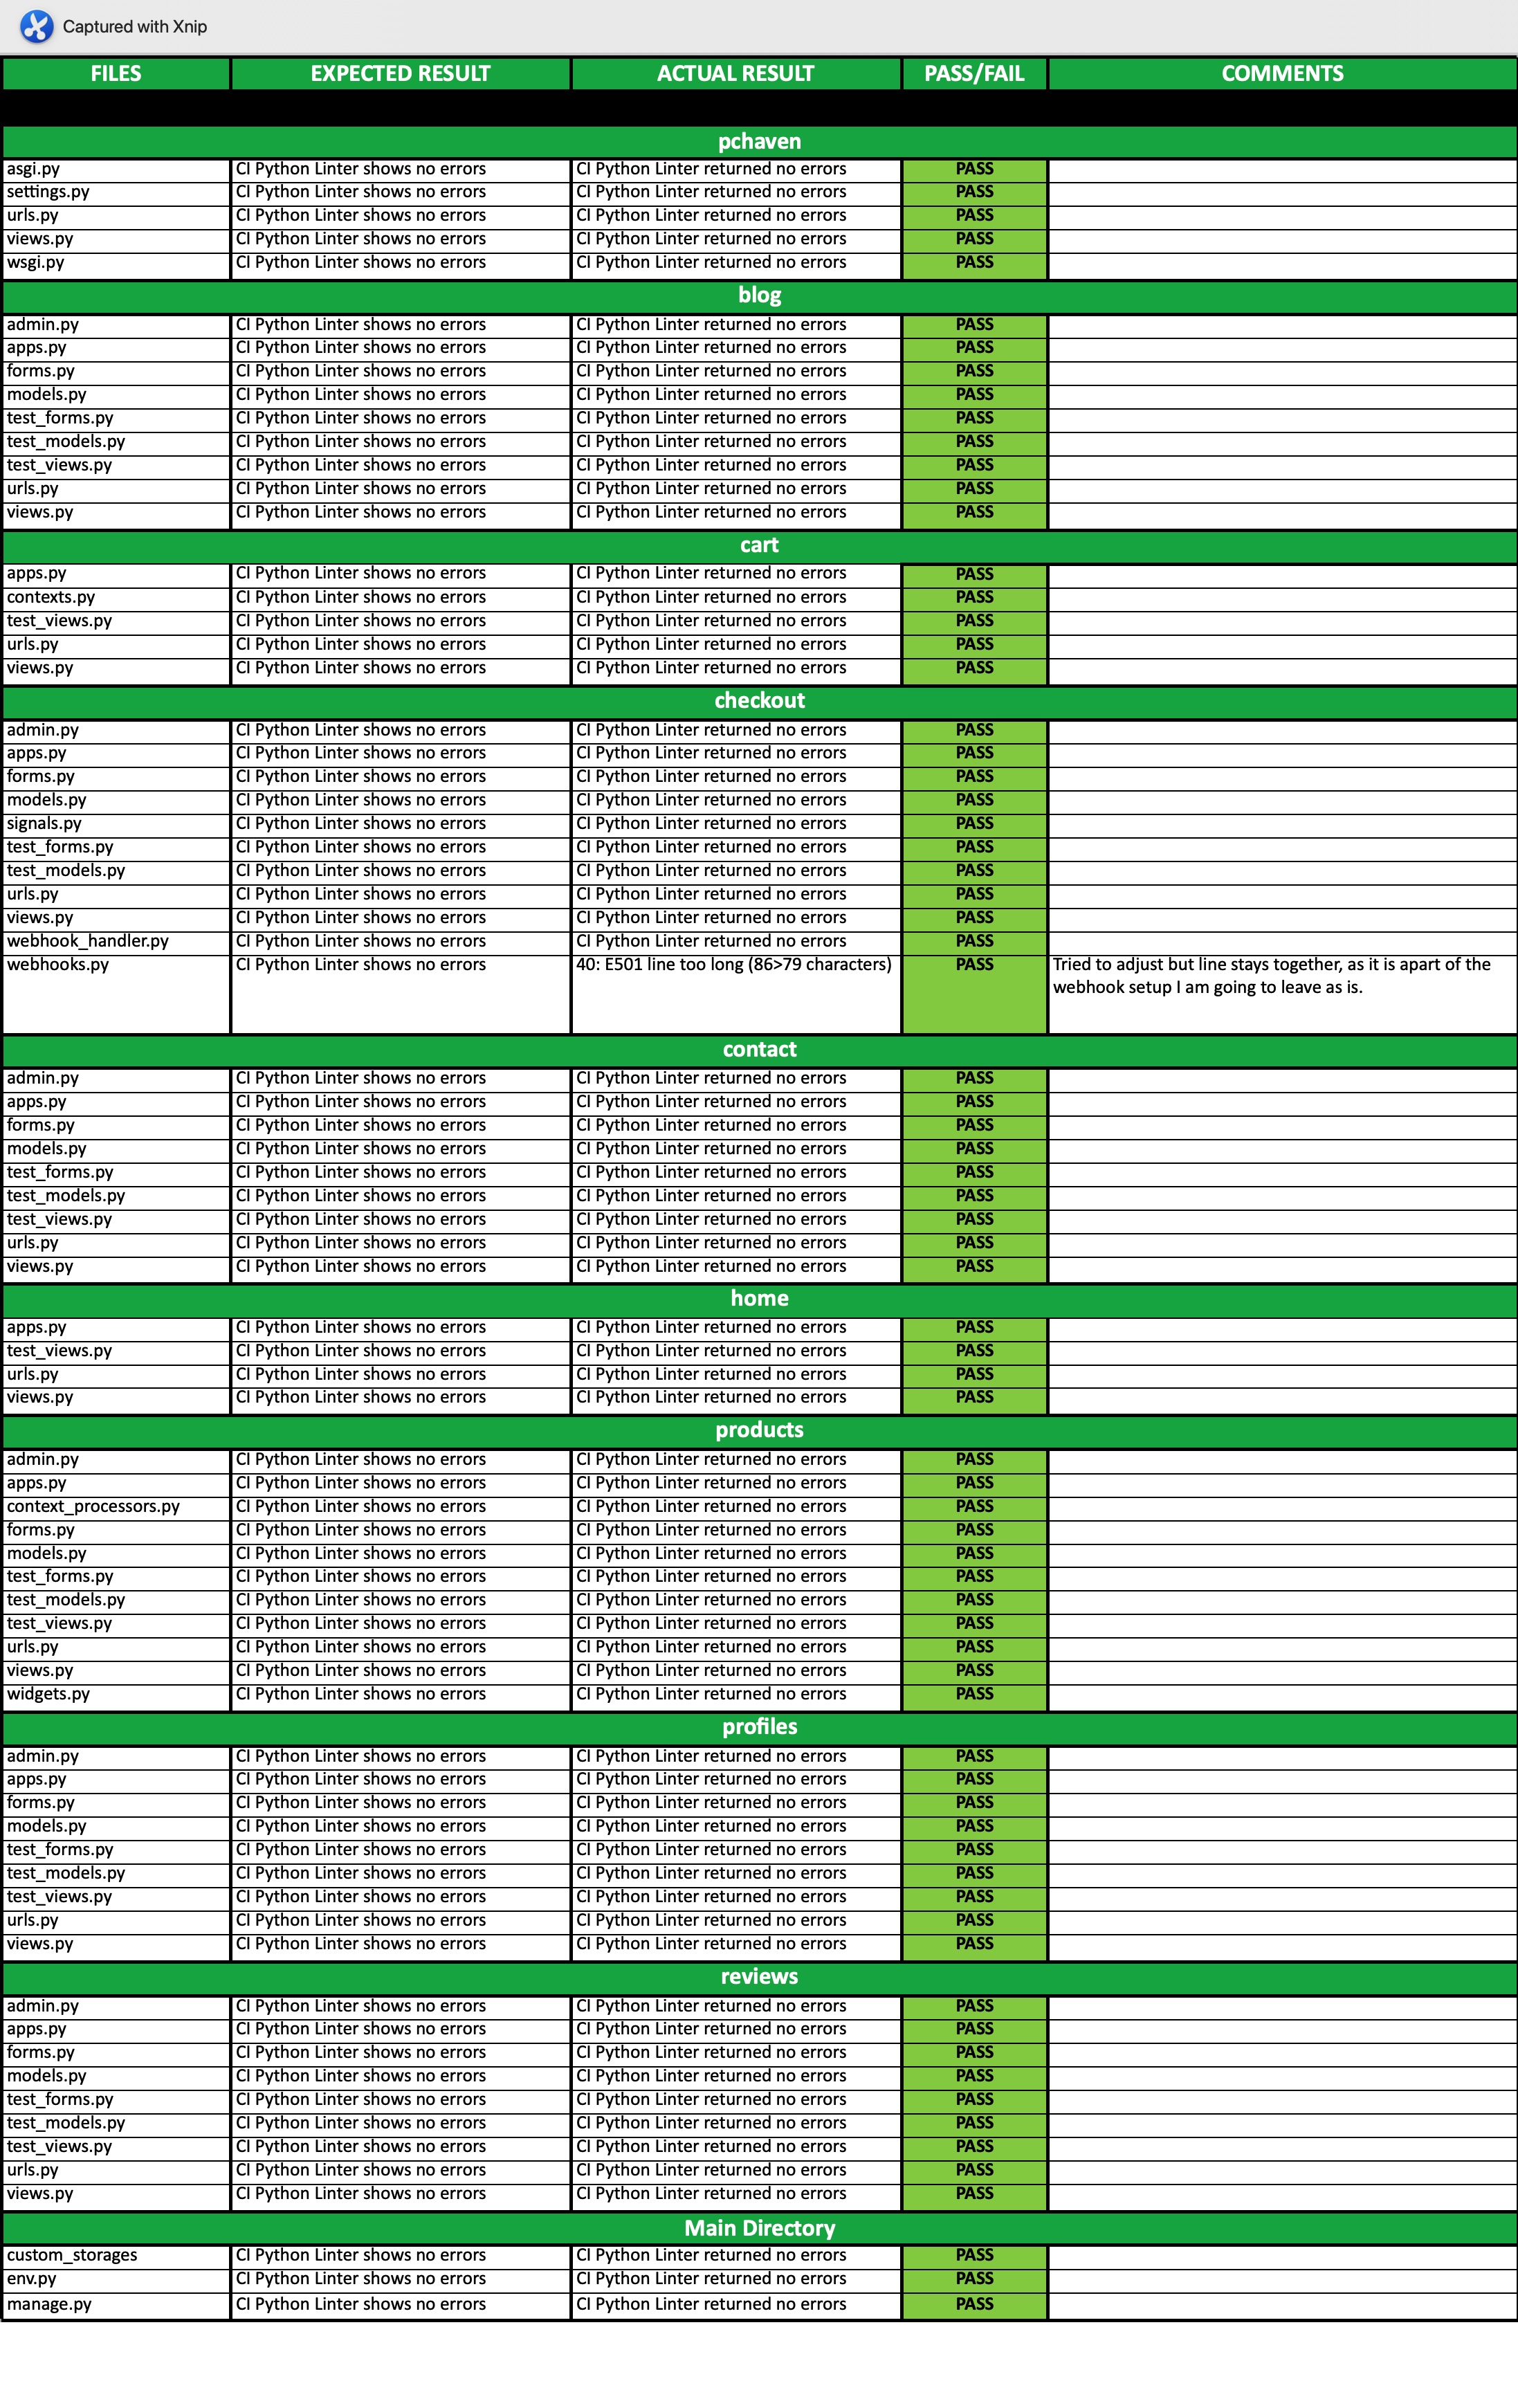 Captured with Xnip
FILES EXPECTED RESULT ACTUAL RESULT PASS/FAIL COMMENTS
pchaven
asgi.py CI Python Linter shows no errors CI Python Linter returned no errors PASS
settings.py CI Python Linter shows no errors CI Python Linter returned no errors PASS
urls.py CI Python Linter shows no errors CI Python Linter returned no errors PASS
views.py CI Python Linter shows no errors CI Python Linter returned no errors PASS
wsgi.py CI Python Linter shows no errors CI Python Linter returned no errors PASS
blog
admin.py CI Python Linter shows no errors CI Python Linter returned no errors PASS
apps.py CI Python Linter shows no errors CI Python Linter returned no errors PASS
forms.py CI Python Linter shows no errors CI Python Linter returned no errors PASS
models.py CI Python Linter shows no errors CI Python Linter returned no errors PASS
test_forms.py CI Python Linter shows no errors CI Python Linter returned no errors PASS
test_models.py CI Python Linter shows no errors CI Python Linter returned no errors PASS
test_views.py CI Python Linter shows no errors CI Python Linter returned no errors PASS
urls.py CI Python Linter shows no errors CI Python Linter returned no errors PASS
views.py CI Python Linter shows no errors CI Python Linter returned no errors PASS
cart
apps.py CI Python Linter shows no errors CI Python Linter returned no errors PASS
contexts.py CI Python Linter shows no errors CI Python Linter returned no errors PASS
test_views.py CI Python Linter shows no errors CI Python Linter returned no errors PASS
urls.py CI Python Linter shows no errors CI Python Linter returned no errors PASS
views.py CI Python Linter shows no errors CI Python Linter returned no errors PASS
checkout
admin.py CI Python Linter shows no errors CI Python Linter returned no errors PASS
apps.py CI Python Linter shows no errors CI Python Linter returned no errors PASS
forms.py CI Python Linter shows no errors CI Python Linter returned no errors PASS
models.py CI Python Linter shows no errors CI Python Linter returned no errors PASS
signals.py CI Python Linter shows no errors CI Python Linter returned no errors PASS
test_forms.py CI Python Linter shows no errors CI Python Linter returned no errors PASS
test_models.py CI Python Linter shows no errors CI Python Linter returned no errors PASS
urls.py CI Python Linter shows no errors CI Python Linter returned no errors PASS
views.py CI Python Linter shows no errors CI Python Linter returned no errors PASS
webhook_handler.py CI Python Linter shows no errors CI Python Linter returned no errors PASS
webhooks.py CI Python Linter shows no errors 40: E501 line too long (86>79 characters) PASS Tried to adjust but line stays together, as it is apart of the
webhook setup I am going to leave as is.
contact
admin.py CI Python Linter shows no errors CI Python Linter returned no errors PASS
apps.py CI Python Linter shows no errors CI Python Linter returned no errors PASS
forms.py CI Python Linter shows no errors CI Python Linter returned no errors PASS
models.py CI Python Linter shows no errors CI Python Linter returned no errors PASS
test_forms.py CI Python Linter shows no errors CI Python Linter returned no errors PASS
test_models.py CI Python Linter shows no errors CI Python Linter returned no errors PASS
test_views.py CI Python Linter shows no errors CI Python Linter returned no errors PASS
urls.py CI Python Linter shows no errors CI Python Linter returned no errors PASS
views.py CI Python Linter shows no errors CI Python Linter returned no errors PASS
home
apps.py CI Python Linter shows no errors CI Python Linter returned no errors PASS
test_views.py CI Python Linter shows no errors CI Python Linter returned no errors PASS
urls.py CI Python Linter shows no errors CI Python Linter returned no errors PASS
views.py CI Python Linter shows no errors CI Python Linter returned no errors PASS
products
admin.py CI Python Linter shows no errors CI Python Linter returned no errors PASS
apps.py CI Python Linter shows no errors CI Python Linter returned no errors PASS
context_processors.py CI Python Linter shows no errors CI Python Linter returned no errors PASS
forms.py CI Python Linter shows no errors CI Python Linter returned no errors PASS
models.py CI Python Linter shows no errors CI Python Linter returned no errors PASS
test_forms.py CI Python Linter shows no errors CI Python Linter returned no errors PASS
test_models.py CI Python Linter shows no errors CI Python Linter returned no errors PASS
test_views.py CI Python Linter shows no errors CI Python Linter returned no errors PASS
urls.py CI Python Linter shows no errors CI Python Linter returned no errors PASS
views.py CI Python Linter shows no errors CI Python Linter returned no errors PASS
widgets.py CI Python Linter shows no errors CI Python Linter returned no errors PASS
profiles
admin.py CI Python Linter shows no errors CI Python Linter returned no errors PASS
apps.py CI Python Linter shows no errors CI Python Linter returned no errors PASS
forms.py CI Python Linter shows no errors CI Python Linter returned no errors PASS
models.py CI Python Linter shows no errors CI Python Linter returned no errors PASS
test_forms.py CI Python Linter shows no errors CI Python Linter returned no errors PASS
test_models.py CI Python Linter shows no errors CI Python Linter returned no errors PASS
test_views.py CI Python Linter shows no errors CI Python Linter returned no errors PASS
urls.py CI Python Linter shows no errors CI Python Linter returned no errors PASS
views.py CI Python Linter shows no errors CI Python Linter returned no errors PASS
reviews
admin.py CI Python Linter shows no errors CI Python Linter returned no errors PASS
apps.py CI Python Linter shows no errors CI Python Linter returned no errors PASS
forms.py CI Python Linter shows no errors CI Python Linter returned no errors PASS
models.py CI Python Linter shows no errors CI Python Linter returned no errors PASS
test_forms.py CI Python Linter shows no errors CI Python Linter returned no errors PASS
test_models.py CI Python Linter shows no errors CI Python Linter returned no errors PASS
test_views.py CI Python Linter shows no errors CI Python Linter returned no errors PASS
urls.py CI Python Linter shows no errors CI Python Linter returned no errors PASS
views.py CI Python Linter shows no errors CI Python Linter returned no errors PASS
Main Directory
custom_storages CI Python Linter shows no errors CI Python Linter returned no errors PASS
env.py CI Python Linter shows no errors CI Python Linter returned no errors PASS
manage.py CI Python Linter shows no errors CI Python Linter returned no errors PASS